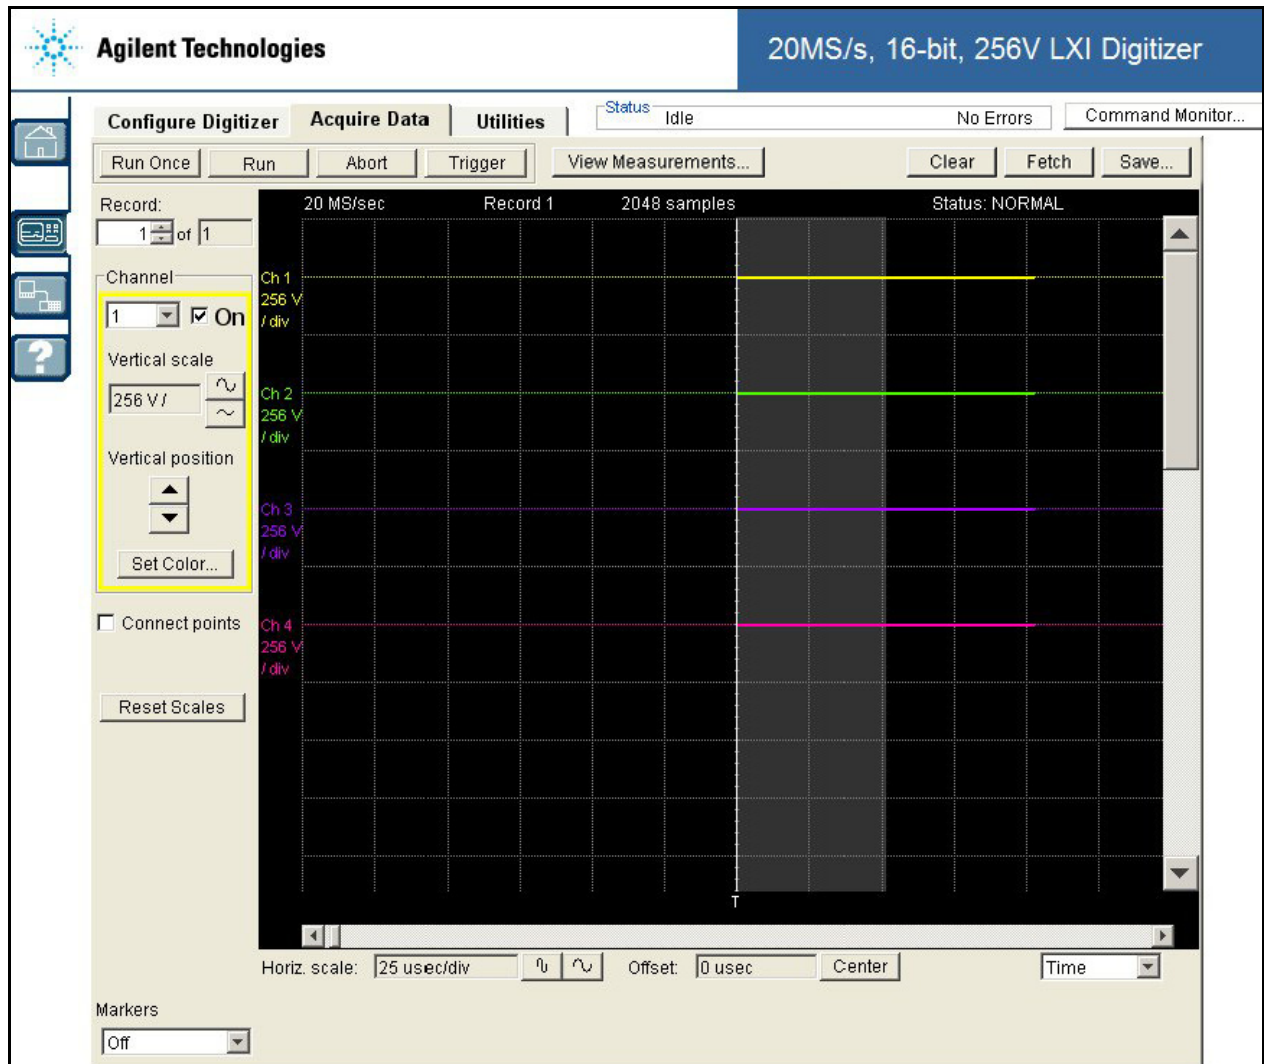 Agilent Technologies
20MS/s, 16-bit, 256V LXI Digitizer
Configure Digitizer Acquire Data Utilities
Status
Idle No Errors
Command Monitor...
Run Once Run Abort Trigger View Measurements... Clear Fetch Save...
Record:
1 of 1
20 MS/sec Record 1 2048 samples Status: NORMAL
Channel
1 On
Vertical scale
256 V /
Vertical position
Set Color...
Connect points
Reset Scales
Ch 1
256 V
/ div
Ch 2
256 V
/ div
Ch 3
256 V
/ div
Ch 4
256 V
/ div
T
Horiz. scale: 25 usec/div Offset: 0 usec Center Time
Markers
Off